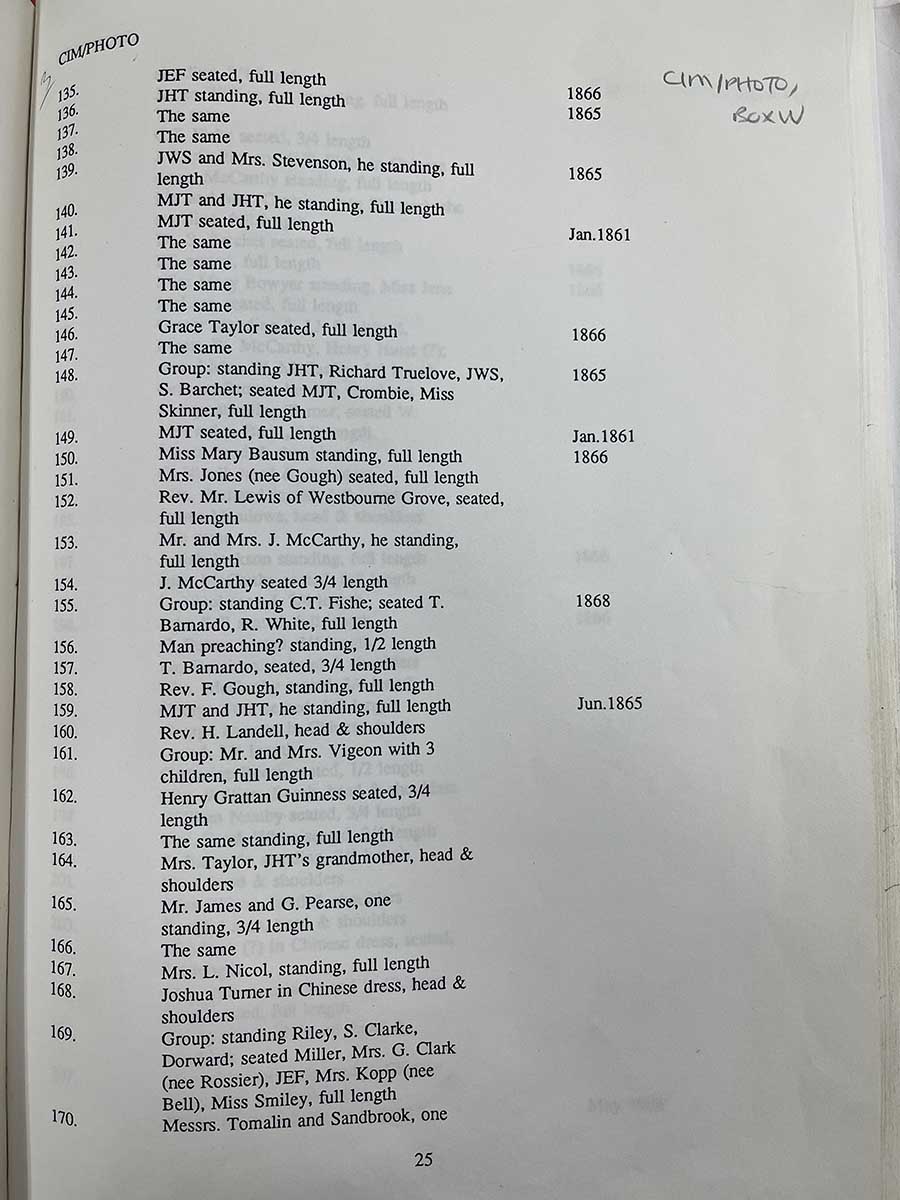 CIM/PHOTO
CIM/PHOTO,
BOX W
135. JEF seated, full length 1866
136. JHT standing, full length 1865
137. The same
138. The same
139. JWS and Mrs. Stevenson, he standing, full 1865
length
140. MJT and JHT, he standing, full length
141. MJT seated, full length Jan.1861
142. The same
143. The same
144. The same
145. The same
146. Grace Taylor seated, full length 1866
147. The same
148. Group: standing JHT, Richard Truelove, JWS, 1865
S. Barchet; seated MJT, Crombie, Miss
Skinner, full length
149. MJT seated, full length Jan.1861
150. Miss Mary Bausum standing, full length 1866
151. Mrs. Jones (nee Gough) seated, full length
152. Rev. Mr. Lewis of Westbourne Grove, seated,
full length
153. Mr. and Mrs. J. McCarthy, he standing,
full length
154. J. McCarthy seated 3/4 length
155. Group: standing C.T. Fishe; seated T. 1868
Barnardo, R. White, full length
156. Man preaching? standing, 1/2 length
157. T. Barnardo, seated, 3/4 length
158. Rev. F. Gough, standing, full length
159. MJT and JHT, he standing, full length Jun.1865
160. Rev. H. Landell, head & shoulders
161. Group: Mr. and Mrs. Vigeon with 3
children, full length
162. Henry Grattan Guinness seated, 3/4
length
163. The same standing, full length
164. Mrs. Taylor, JHT's grandmother, head &
shoulders
165. Mr. James and G. Pearse, one
standing, 3/4 length
166. The same
167. Mrs. L. Nicol, standing, full length
168. Joshua Turner in Chinese dress, head &
shoulders
169. Group: standing Riley, S. Clarke,
Dorward; seated Miller, Mrs. G. Clark
(nee Rossier), JEF, Mrs. Kopp (nee
Bell), Miss Smiley, full length
170. Messrs. Tomalin and Sandbrook, one
25